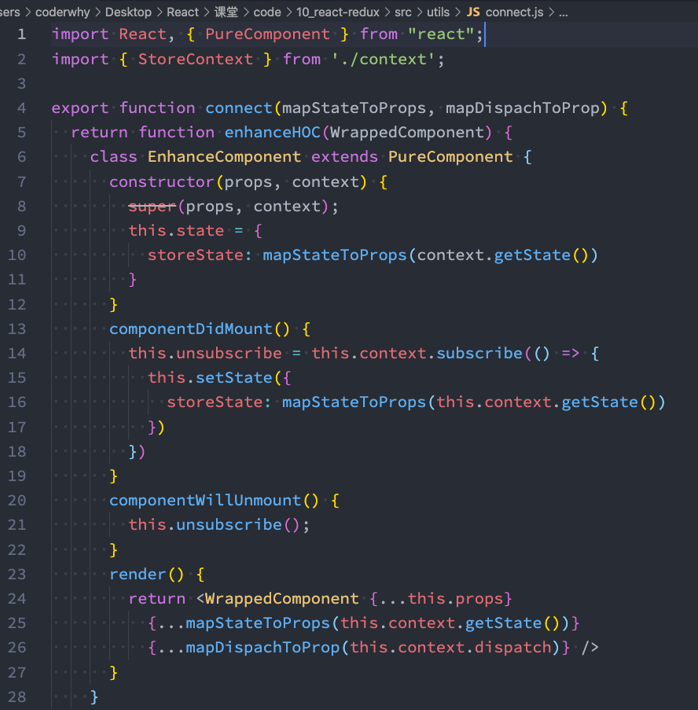 sers > coderwhy > Desktop > React > 课堂 > code > 10_react-redux > src > utils > JS connect.js > ...
1 import React, { PureComponent } from "react";
2 import { StoreContext } from './context';
3
4 export function connect(mapStateToProps, mapDispachToProp) {
5   return function enhanceHOC(WrappedComponent) {
6     class EnhanceComponent extends PureComponent {
7       constructor(props, context) {
8         super(props, context);
9         this.state = {
10           storeState: mapStateToProps(context.getState())
11         }
12       }
13       componentDidMount() {
14         this.unsubscribe = this.context.subscribe(() => {
15           this.setState({
16             storeState: mapStateToProps(this.context.getState())
17           })
18         })
19       }
20       componentWillUnmount() {
21         this.unsubscribe();
22       }
23       render() {
24         return <WrappedComponent {...this.props}
25           {...mapStateToProps(this.context.getState())}
26           {...mapDispachToProp(this.context.dispatch)} />
27       }
28     }